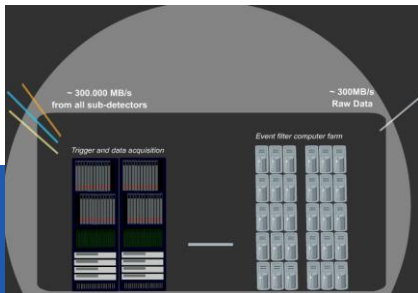 ~ 300.000 MB/s
from all sub-detectors
~ 300MB/s
Raw Data
Trigger and data acquisition
Event filter computer farm